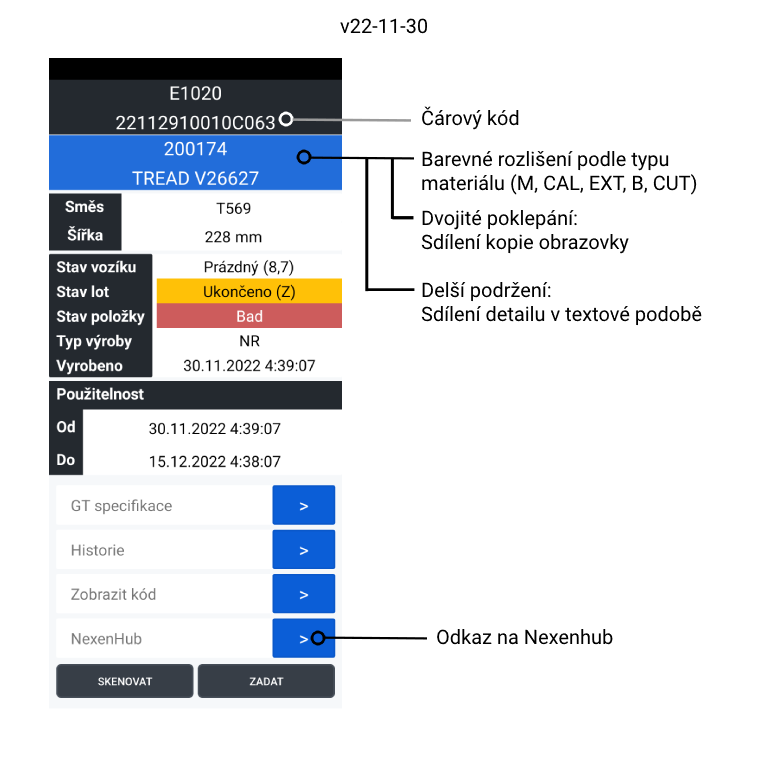 v22-11-30
E1020
22112910010C063
Čárový kód
200174
TREAD V26627
Barevné rozlišení podle typu
materiálu (M, CAL, EXT, B, CUT)
Dvojité poklepání:
Sdílení kopie obrazovky
Delší podržení:
Sdílení detailu v textové podobě
Směs T569
Šířka 228 mm
Stav vozíku Prázdný (8,7)
Stav lot Ukončeno (Z)
Stav položky Bad
Typ výroby NR
Vyrobeno 30.11.2022 4:39:07
Použitelnost
Od 30.11.2022 4:39:07
Do 15.12.2022 4:38:07
GT specifikace >
Historie >
Zobrazit kód >
NexenHub >
Odkaz na Nexenhub
SKENOVAT ZADAT